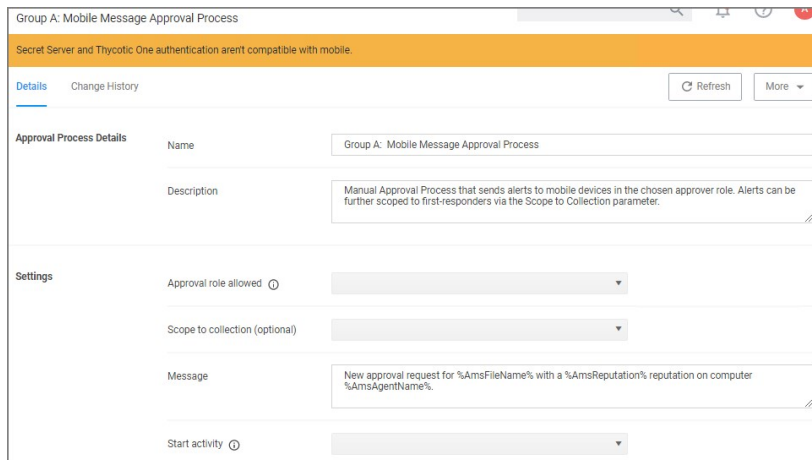 Group A: Mobile Message Approval Process
Secret Server and Thycotic One authentication aren't compatible with mobile.
Details
Change History
Refresh
More
Approval Process Details
Name
Group A: Mobile Message Approval Process
Description
Manual Approval Process that sends alerts to mobile devices in the chosen approver role. Alerts can be
further scoped to first-responders via the Scope to Collection parameter.
Settings
Approval role allowed
Scope to collection (optional)
Message
New approval request for %AmsFileName% with a %AmsReputation% reputation on computer
%AmsAgentName%.
Start activity